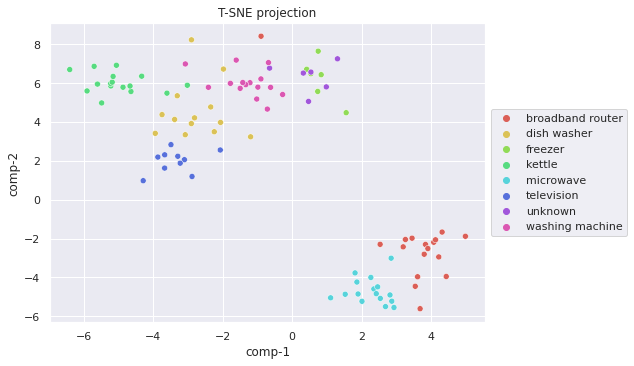 T-SNE projection
8
6
4
2
0
−2
−4
−6
comp-2
−6
−4
−2
0
2
4
comp-1
broadband router
dish washer
freezer
kettle
microwave
television
unknown
washing machine